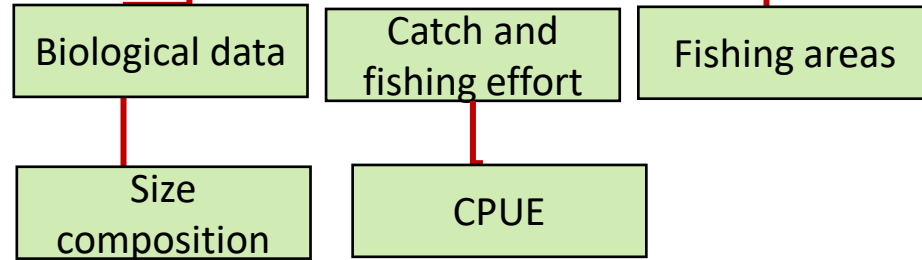 Biological data
Catch and
fishing effort
Fishing areas
Size
composition
CPUE